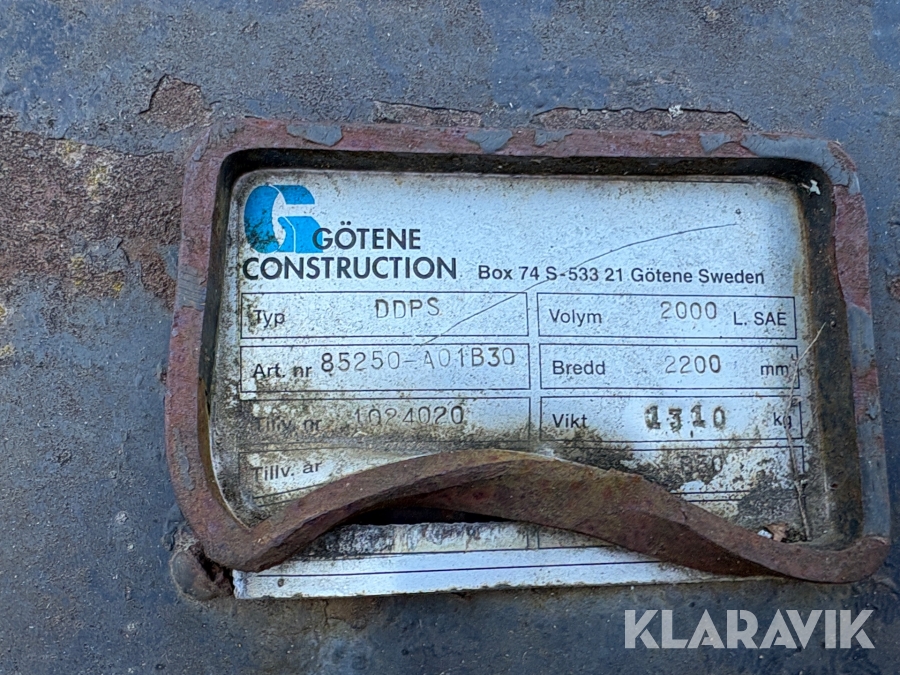 GÖTENE
CONSTRUCTION Box 74 S-533 21 Götene Sweden
Typ DDPS Volym 2000 L. SAE
Art. nr 85250-A01B30 Bredd 2200 mm
Tillv. nr 1024020 Vikt 1310 kg
Tillv. år
KLARAVIK